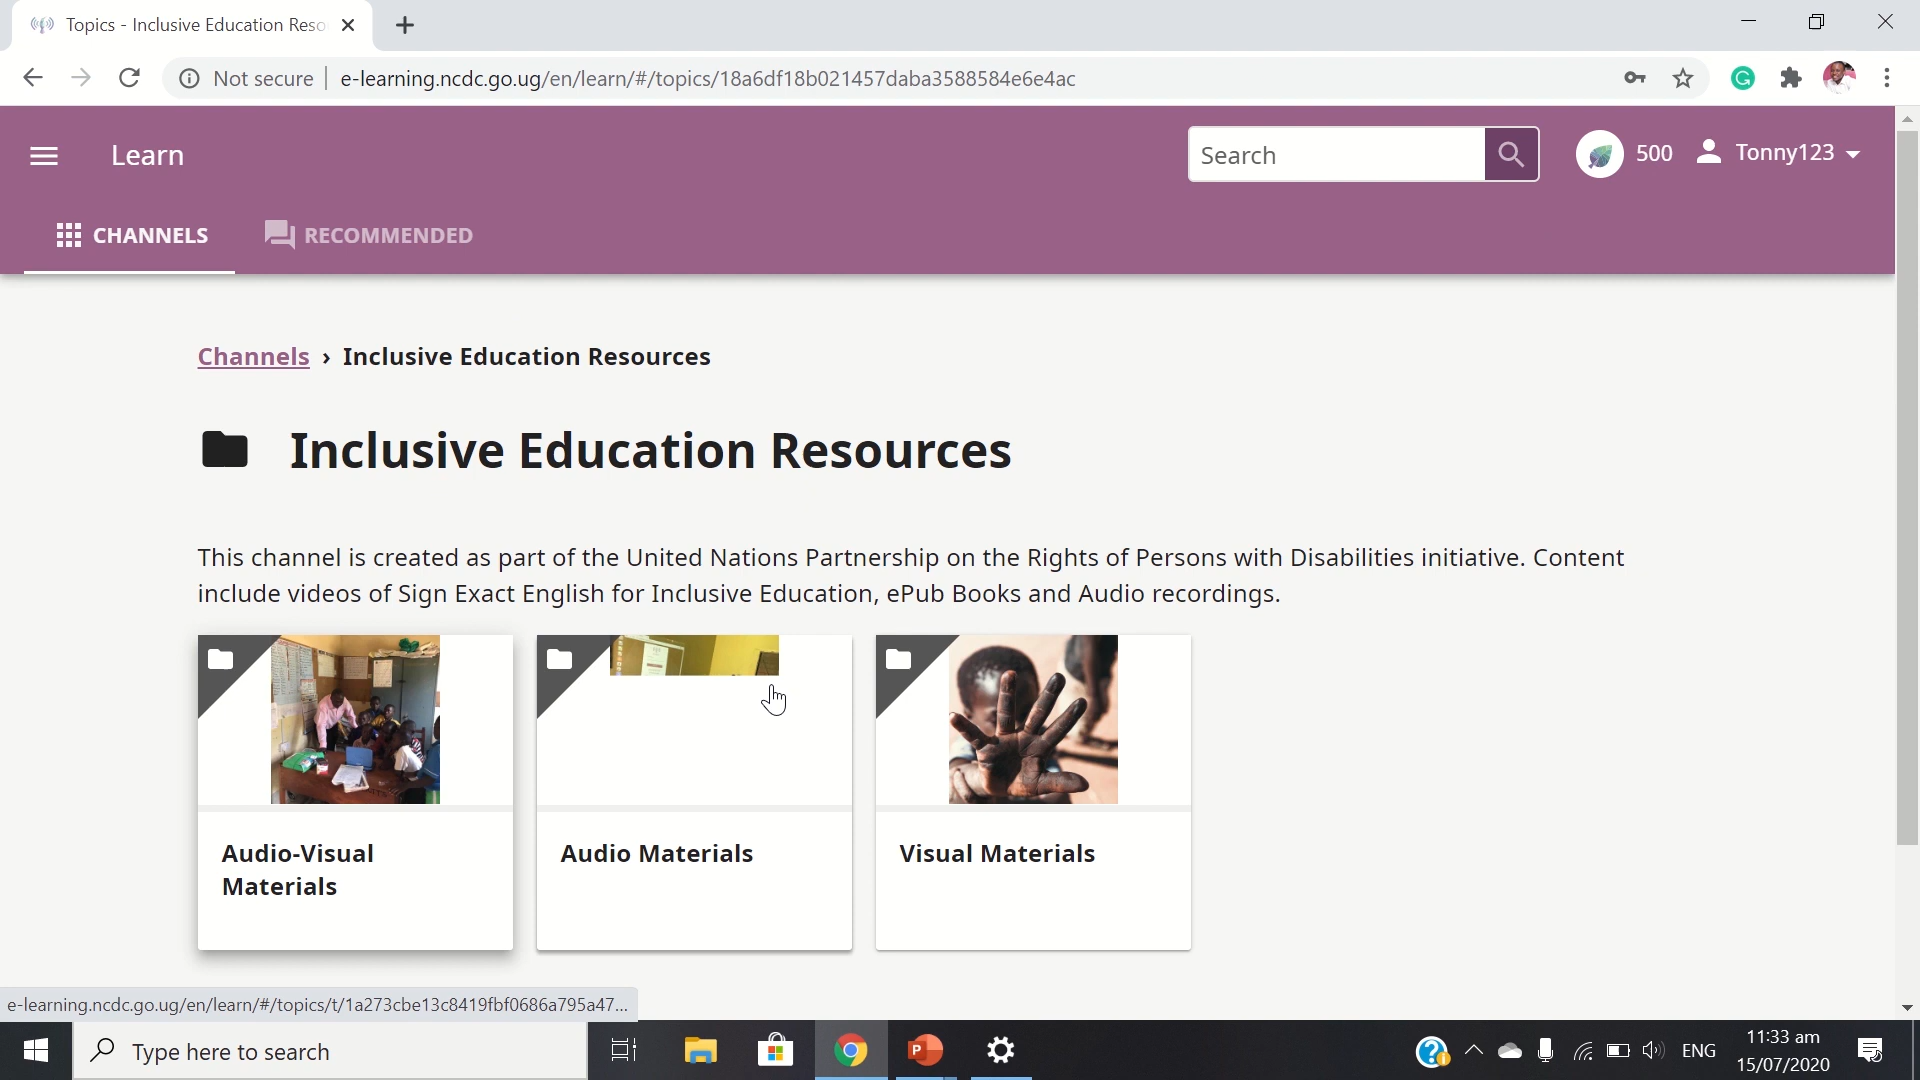 Topics - Inclusive Education Reso
Not secure
e-learning.ncdc.go.ug/en/learn/#/topics/18a6df18b021457daba3588584e6e4ac
Learn
Search
500
Tonny123
CHANNELS
RECOMMENDED
Channels › Inclusive Education Resources
Inclusive Education Resources
This channel is created as part of the United Nations Partnership on the Rights of Persons with Disabilities initiative. Content
include videos of Sign Exact English for Inclusive Education, ePub Books and Audio recordings.
Audio-Visual
Materials
Audio Materials
Visual Materials
e-learning.ncdc.go.ug/en/learn/#/topics/t/1a273cbe13c8419fbf0686a795a47...
Type here to search
ENG
11:33 am
15/07/2020